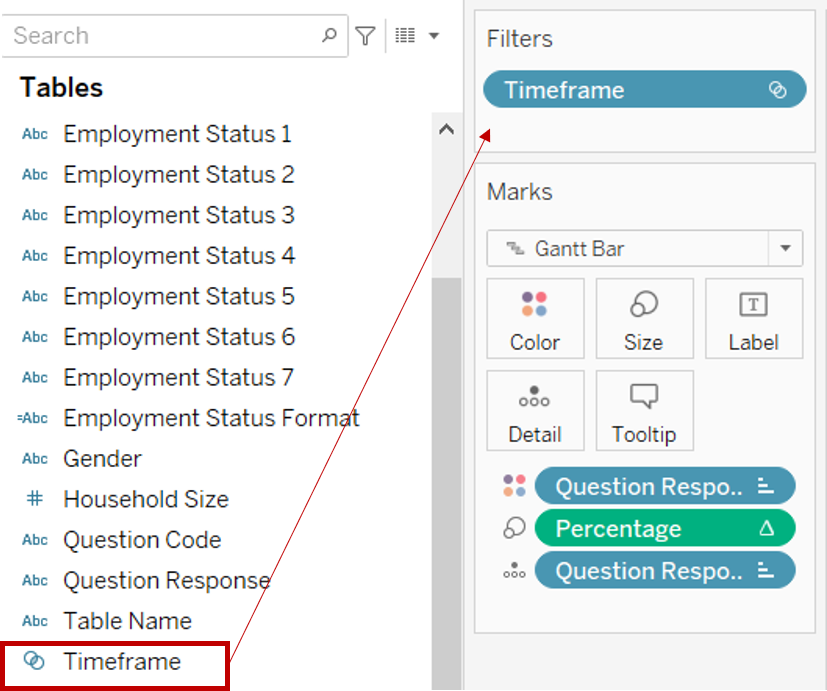 Search
Tables
Abc Employment Status 1
Abc Employment Status 2
Abc Employment Status 3
Abc Employment Status 4
Abc Employment Status 5
Abc Employment Status 6
Abc Employment Status 7
=Abc Employment Status Format
Abc Gender
# Household Size
Abc Question Code
Abc Question Response
Abc Table Name
Timeframe
Filters
Timeframe
Marks
Gantt Bar
Color Size T Label
Detail Tooltip
Question Respo..
Percentage Δ
Question Respo..